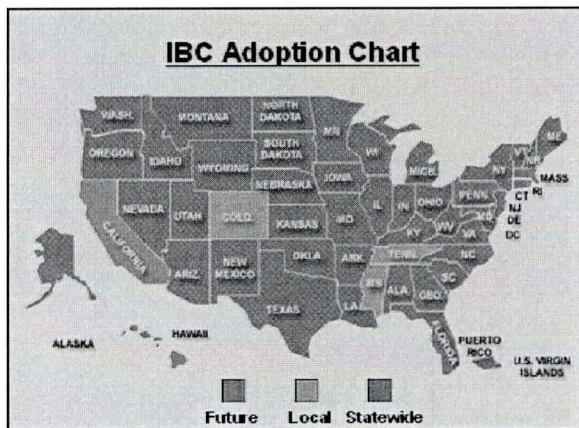 IBC Adoption Chart
WASH.
MONTANA
NORTH DAKOTA
MN
ME
OREGON
IDAHO
SOUTH DAKOTA
WI
MICH
NY
VT
NH
WYOMING
MASS
RI
CT
NEBRASKA
IOWA
PENN.
NJ
NEVADA
UTAH
COLO
IL
IN
OHIO
DE
MD
DC
CALIFORNIA
KANSAS
MO
WV
VA
KY
NC
ARIZ.
NEW MEXICO
OKLA
ARK.
TENN.
SC
TEXAS
LA
ALA
GEO.
FLORIDA
ALASKA
HAWAII
PUERTO RICO
U.S. VIRGIN ISLANDS
Future
Local
Statewide